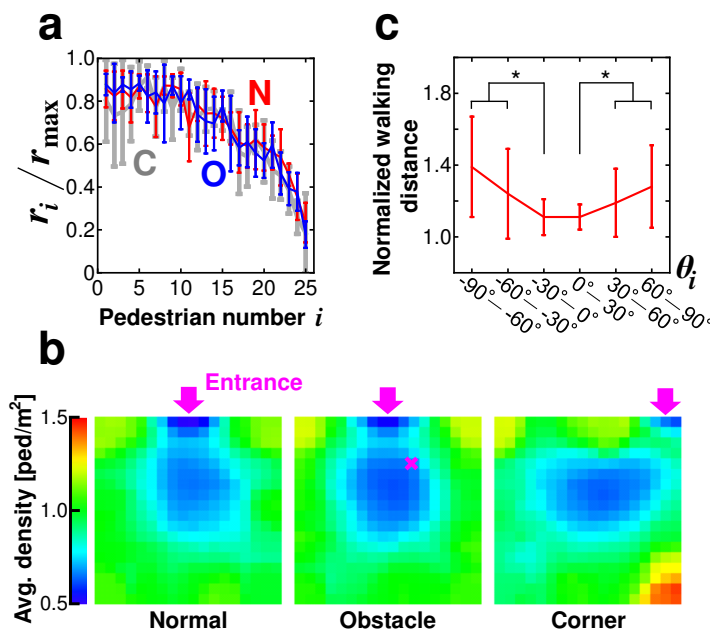 a
r_i / r_max
1.0
0.8
0.6
0.4
0.2
0
N
C
O
0 5 10 15 20 25
Pedestrian number i
c
Normalized walking
distance
1.8
1.4
1.0
*
*
θ_i
-90°—-60°
-60°—-30°
-30°—0°
0°—30°
30°—60°
60°—90°
b
Entrance
Avg. density [ped/m²]
1.5
1.0
0.5
Normal
Obstacle
Corner